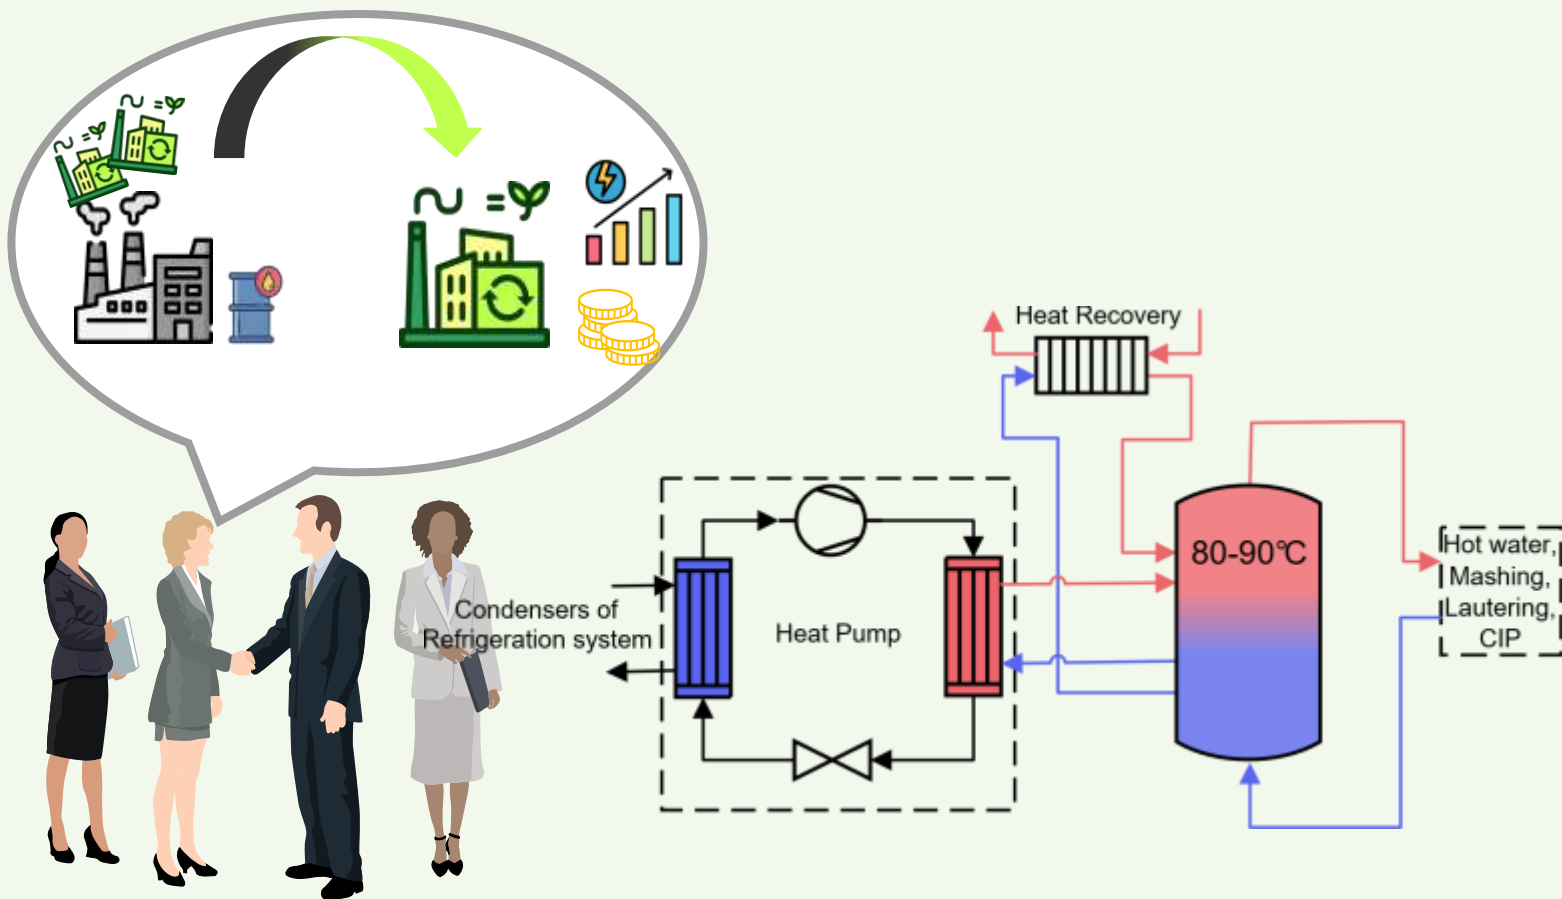 Heat Recovery
80-90℃
Hot water,
Mashing,
Lautering,
CIP
Condensers of
Refrigeration system
Heat Pump